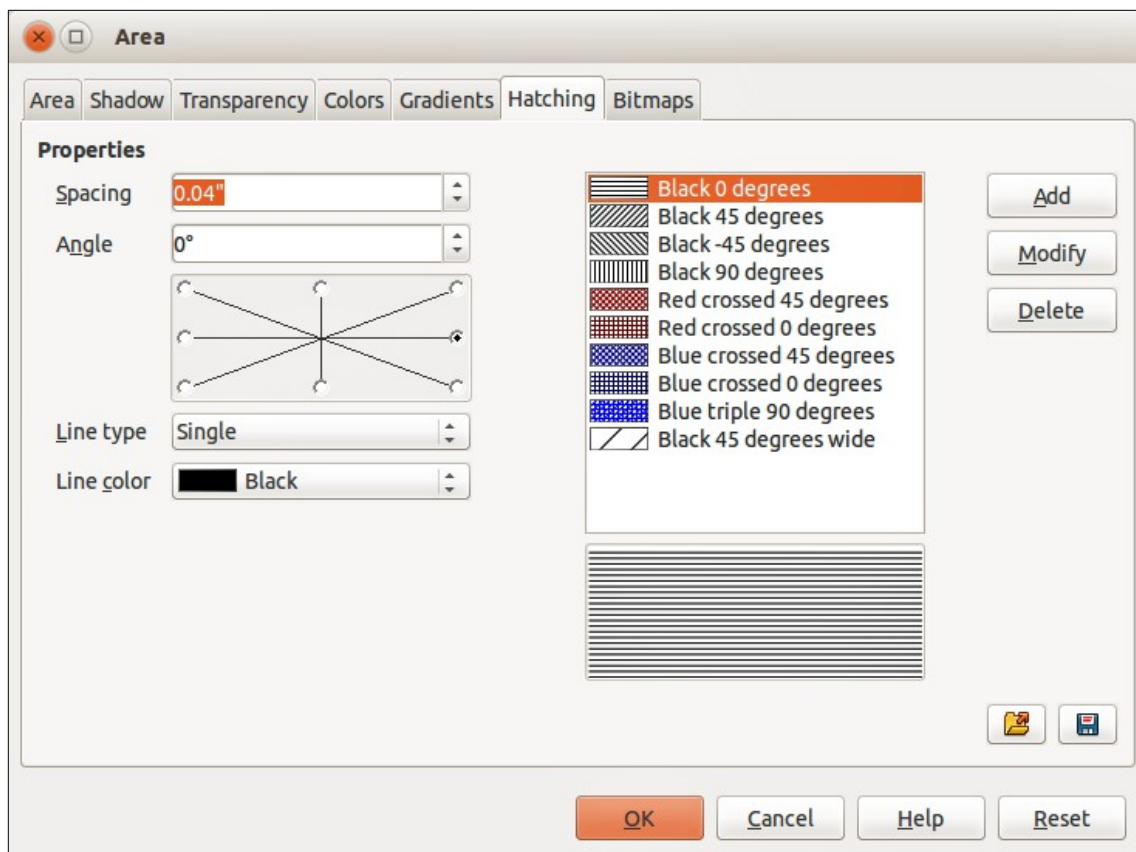 Area
Area Shadow Transparency Colors Gradients Hatching Bitmaps
Properties
Spacing 0.04"
Angle 0°
Line type Single
Line color Black
Black 0 degrees
Black 45 degrees
Black -45 degrees
Black 90 degrees
Red crossed 45 degrees
Red crossed 0 degrees
Blue crossed 45 degrees
Blue crossed 0 degrees
Blue triple 90 degrees
Black 45 degrees wide
Add
Modify
Delete
OK Cancel Help Reset